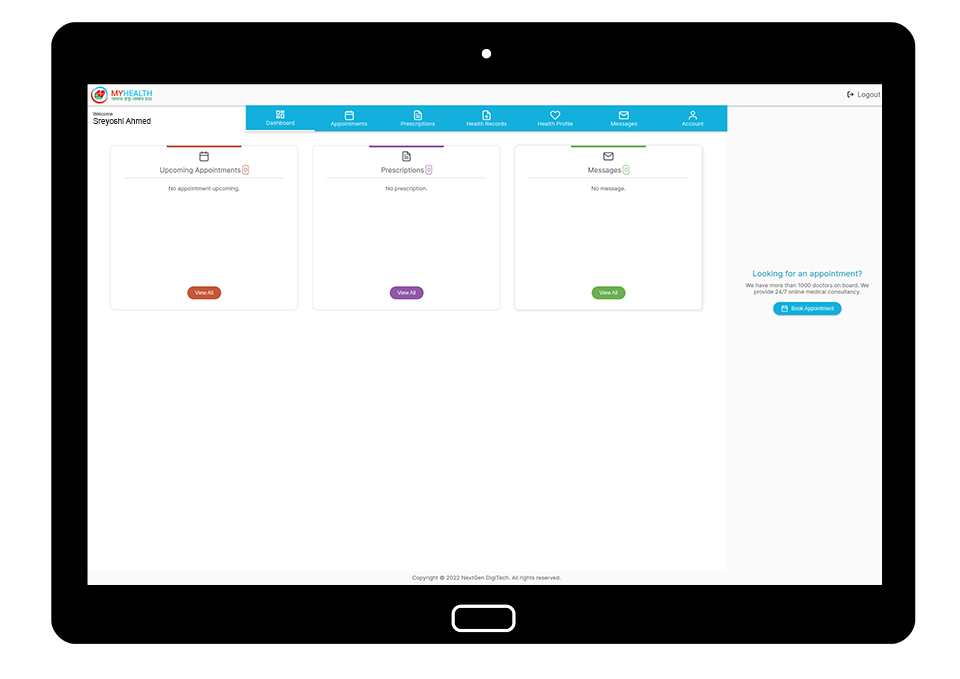 MYHEALTH
Logout
Welcome
Sreyoshi Ahmed
Dashboard
Appointments
Prescriptions
Health Records
Health Profile
Messages
Account
Upcoming Appointments 0
No appointment upcoming.
View All
Prescriptions 0
No prescription.
View All
Messages 0
No message.
View All
Looking for an appointment?
We have more than 1000 doctors on board. We
provide 24/7 online medical consultancy.
Book Appointment
Copyright © 2022 NextGen DigiTech. All rights reserved.